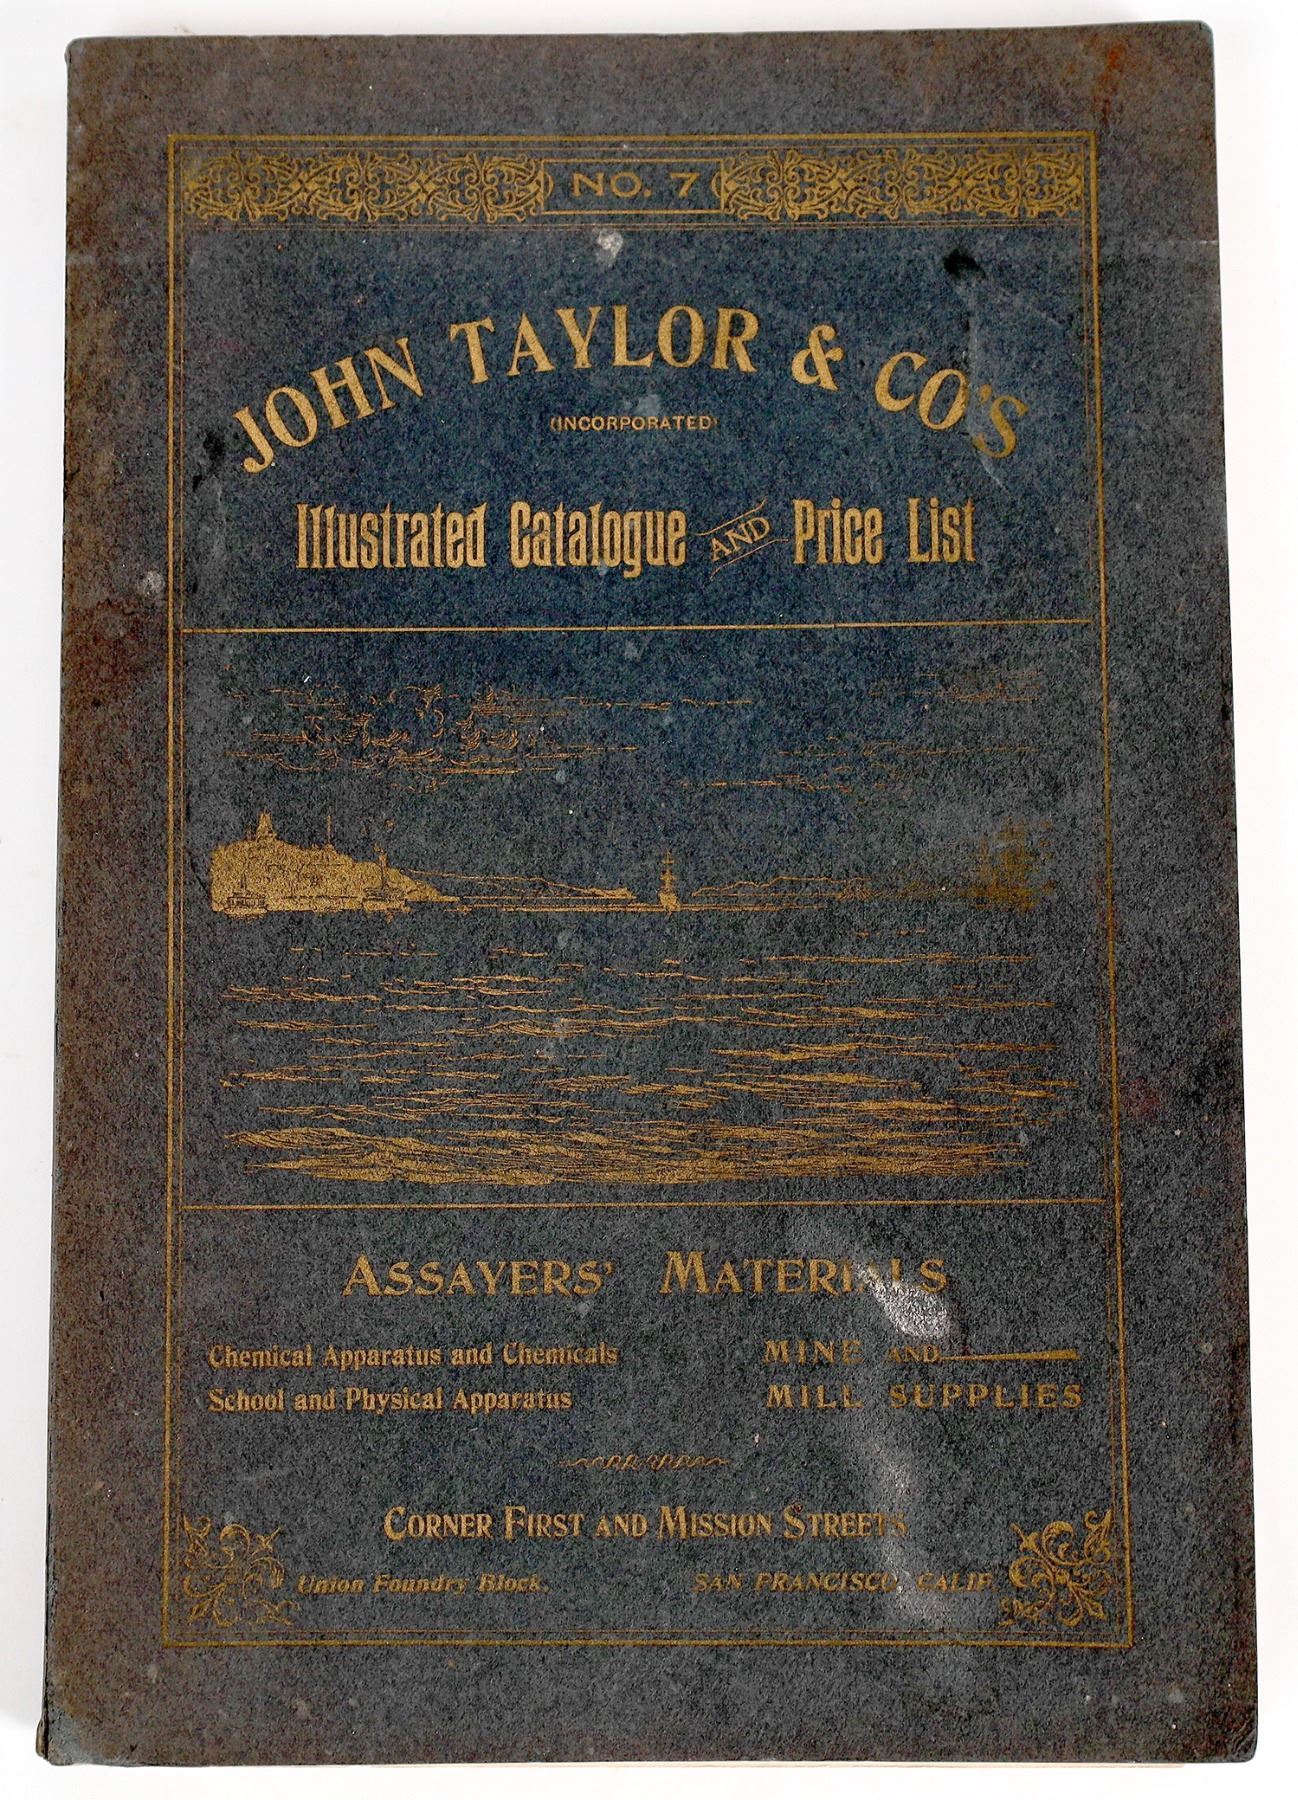 NO. 7
JOHN TAYLOR & CO'S
(INCORPORATED)
Illustrated Catalogue AND Price List
ASSAYERS' MATERIALS
Chemical Apparatus and Chemicals
School and Physical Apparatus
MINE AND
MILL SUPPLIES
CORNER FIRST AND MISSION STREETS
Union Foundry Block,
SAN FRANCISCO, CALIF.